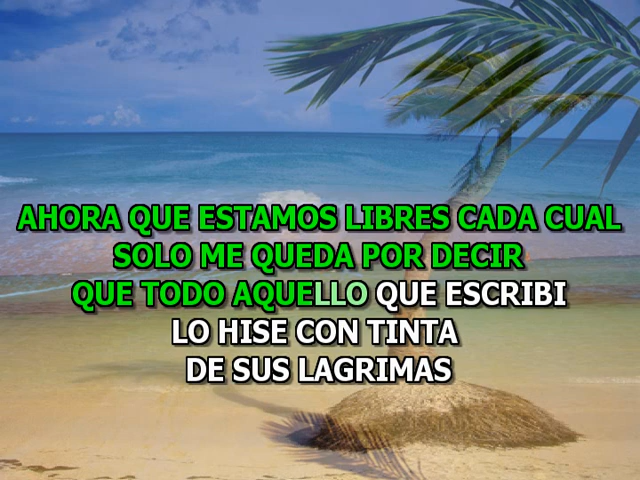 AHORA QUE ESTAMOS LIBRES CADA CUAL
SOLO ME QUEDA POR DECIR
QUE TODO AQUELLO QUE ESCRIBI
LO HISE CON TINTA
DE SUS LAGRIMAS